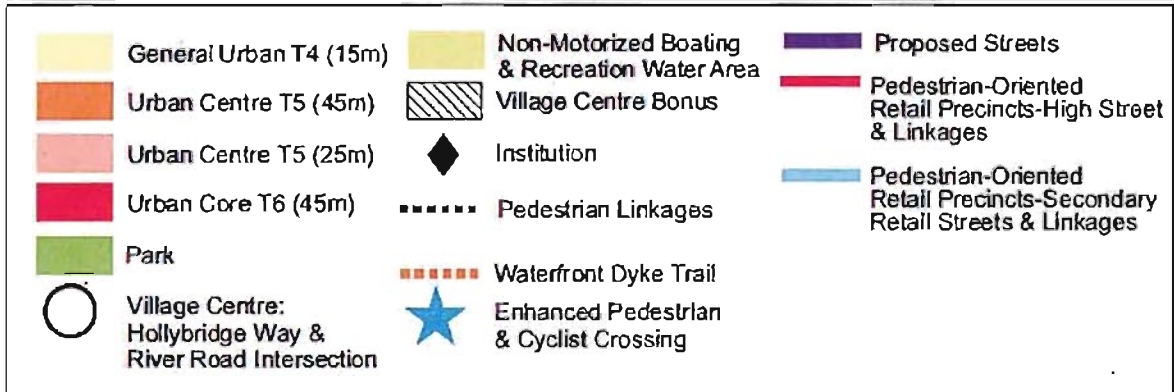 General Urban T4 (15m)
Urban Centre T5 (45m)
Urban Centre T5 (25m)
Urban Core T6 (45m)
Park
Village Centre:
Hollybridge Way &
River Road Intersection
Non-Motorized Boating
& Recreation Water Area
Village Centre Bonus
Institution
Pedestrian Linkages
Waterfront Dyke Trail
Enhanced Pedestrian
& Cyclist Crossing
Proposed Streets
Pedestrian-Oriented
Retail Precincts-High Street
& Linkages
Pedestrian-Oriented
Retail Precincts-Secondary
Retail Streets & Linkages